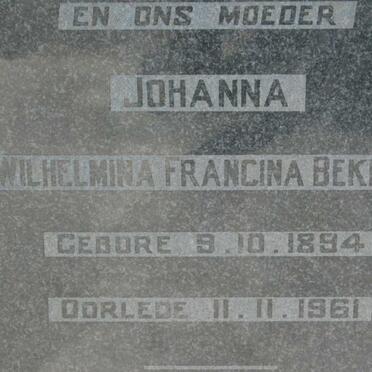 EN ONS MOEDER
JOHANNA
WILHELMINA FRANCINA
GEBORE 9.10.1894
OORLEDE 11.11.1961